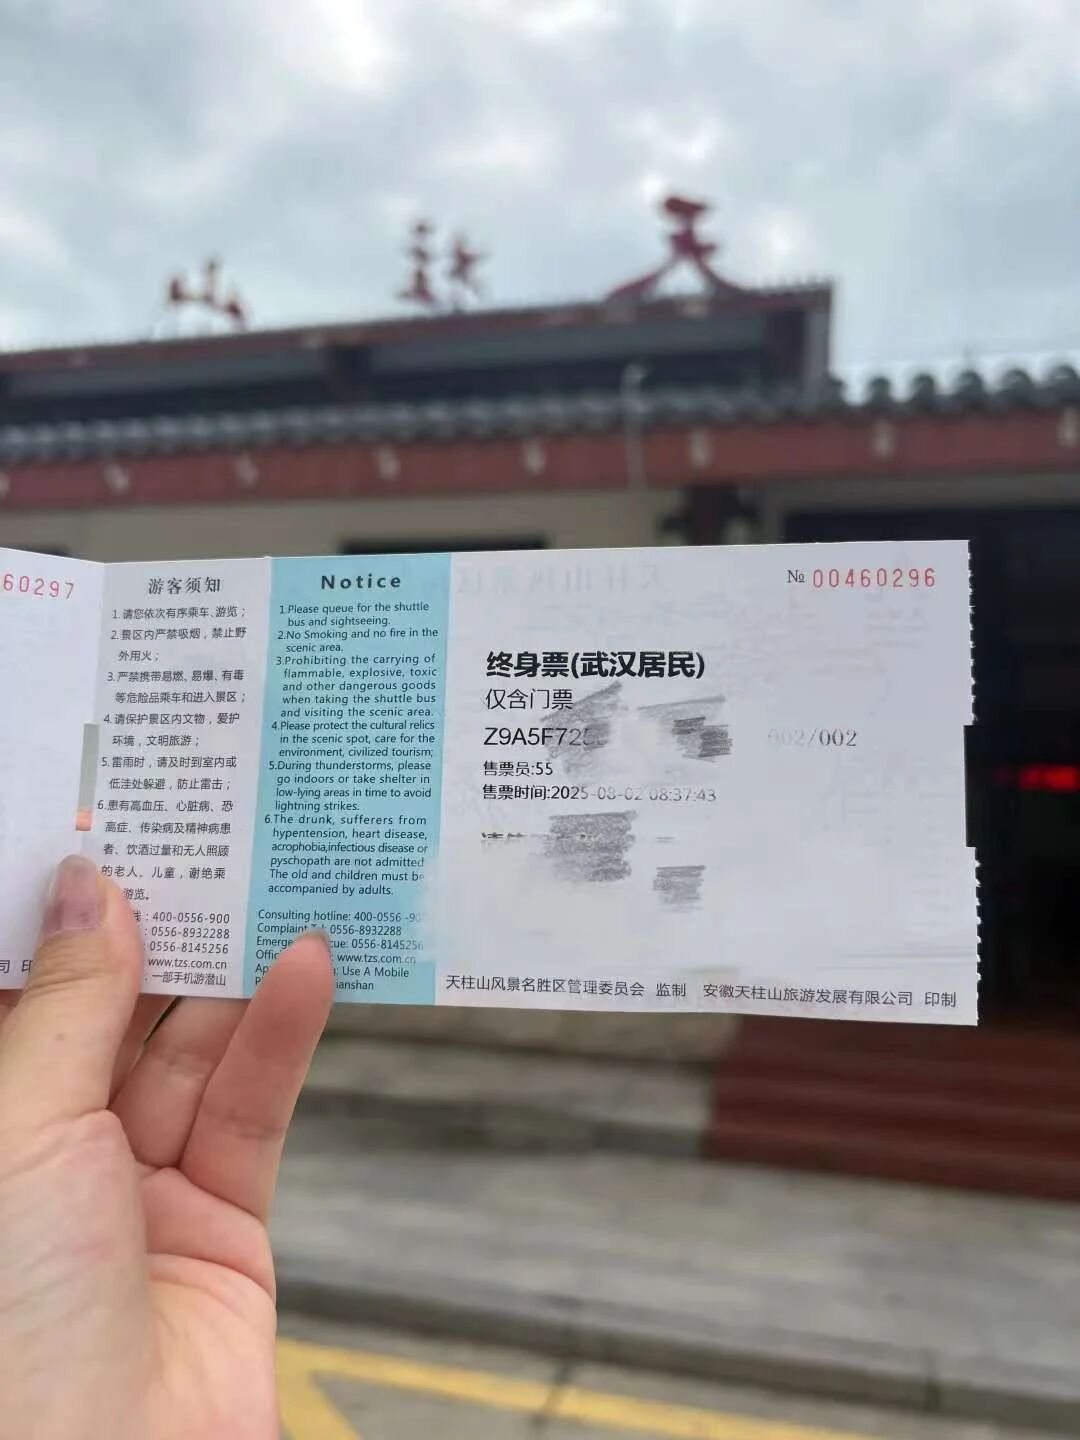 天柱山
60297
游客须知
1.请您依次有序乘车、游览；
2.景区内严禁吸烟，禁止野
外用火；
3.严禁携带易燃、易爆、有毒
等危险品乘车和进入景区；
4.请保护景区内文物，爱护
环境，文明旅游；
5.雷雨时，请及时到室内或
低洼处躲避，防止雷击；
6.患有高血压、心脏病、恐
高症、传染病及精神病患
者、饮酒过量和无人照顾
的老人、儿童，谢绝乘
游览。
线：400-0556-900
：0556-8932288
：0556-8145256
www.tzs.com.cn
一部手机游潜山
Notice
1.Please queue for the shuttle
bus and sightseeing.
2.No Smoking and no fire in the
scenic area.
3.Prohibiting the carrying of
flammable, explosive, toxic
and other dangerous goods
when taking the shuttle bus
and visiting the scenic area.
4.Please protect the cultural relics
in the scenic spot, care for the
environment, civilized tourism;
5.During thunderstorms, please
go indoors or take shelter in
low-lying areas in time to avoid
lightning strikes.
6.The drunk, sufferers from
hypertension, heart disease,
acrophobia,infectious disease or
pyschopath are not admitted
The old and children must be
accompanied by adults.
Consulting hotline: 400-0556 -90
Complaint Tel: 0556-8932288
cue: 0556-8145256
www.tzs.com.cn
: Use A Mobile
ianshan
№ 00460296
终身票(武汉居民)
仅含门票
Z9A5F725
002/002
售票员:55
售票时间:2025-08-02 08:37:43
司 印
天柱山风景名胜区管理委员会 监制 安徽天柱山旅游发展有限公司 印制